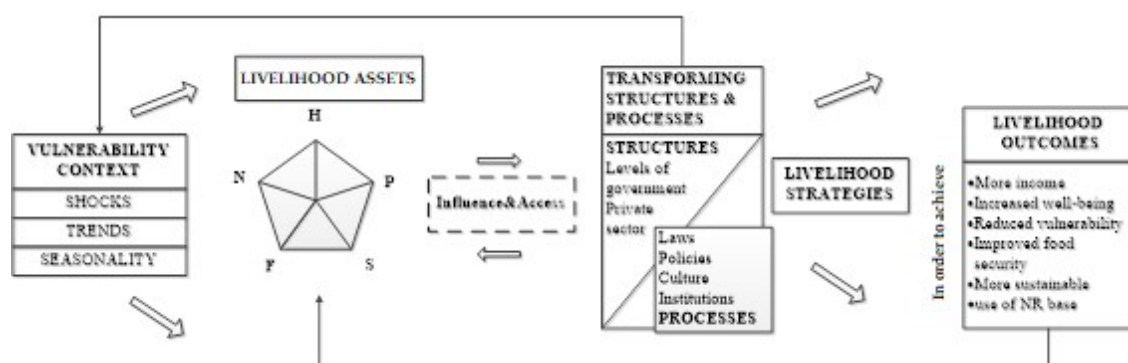 LIVELIHOOD ASSETS
H
N
P
F
S
VULNERABILITY
CONTEXT
SHOCKS
TRENDS
SEASONALITY
Influence&Access
TRANSFORMING
STRUCTURES &
PROCESSES
STRUCTURES
Levels of
government
Private
sector
Laws
Policies
Culture
Institutions
PROCESSES
LIVELIHOOD
STRATEGIES
In order to achieve
LIVELIHOOD
OUTCOMES
•More income
•Increased well-being
•Reduced vulnerability
•Improved food
security
•More sustainable
•use of NR base